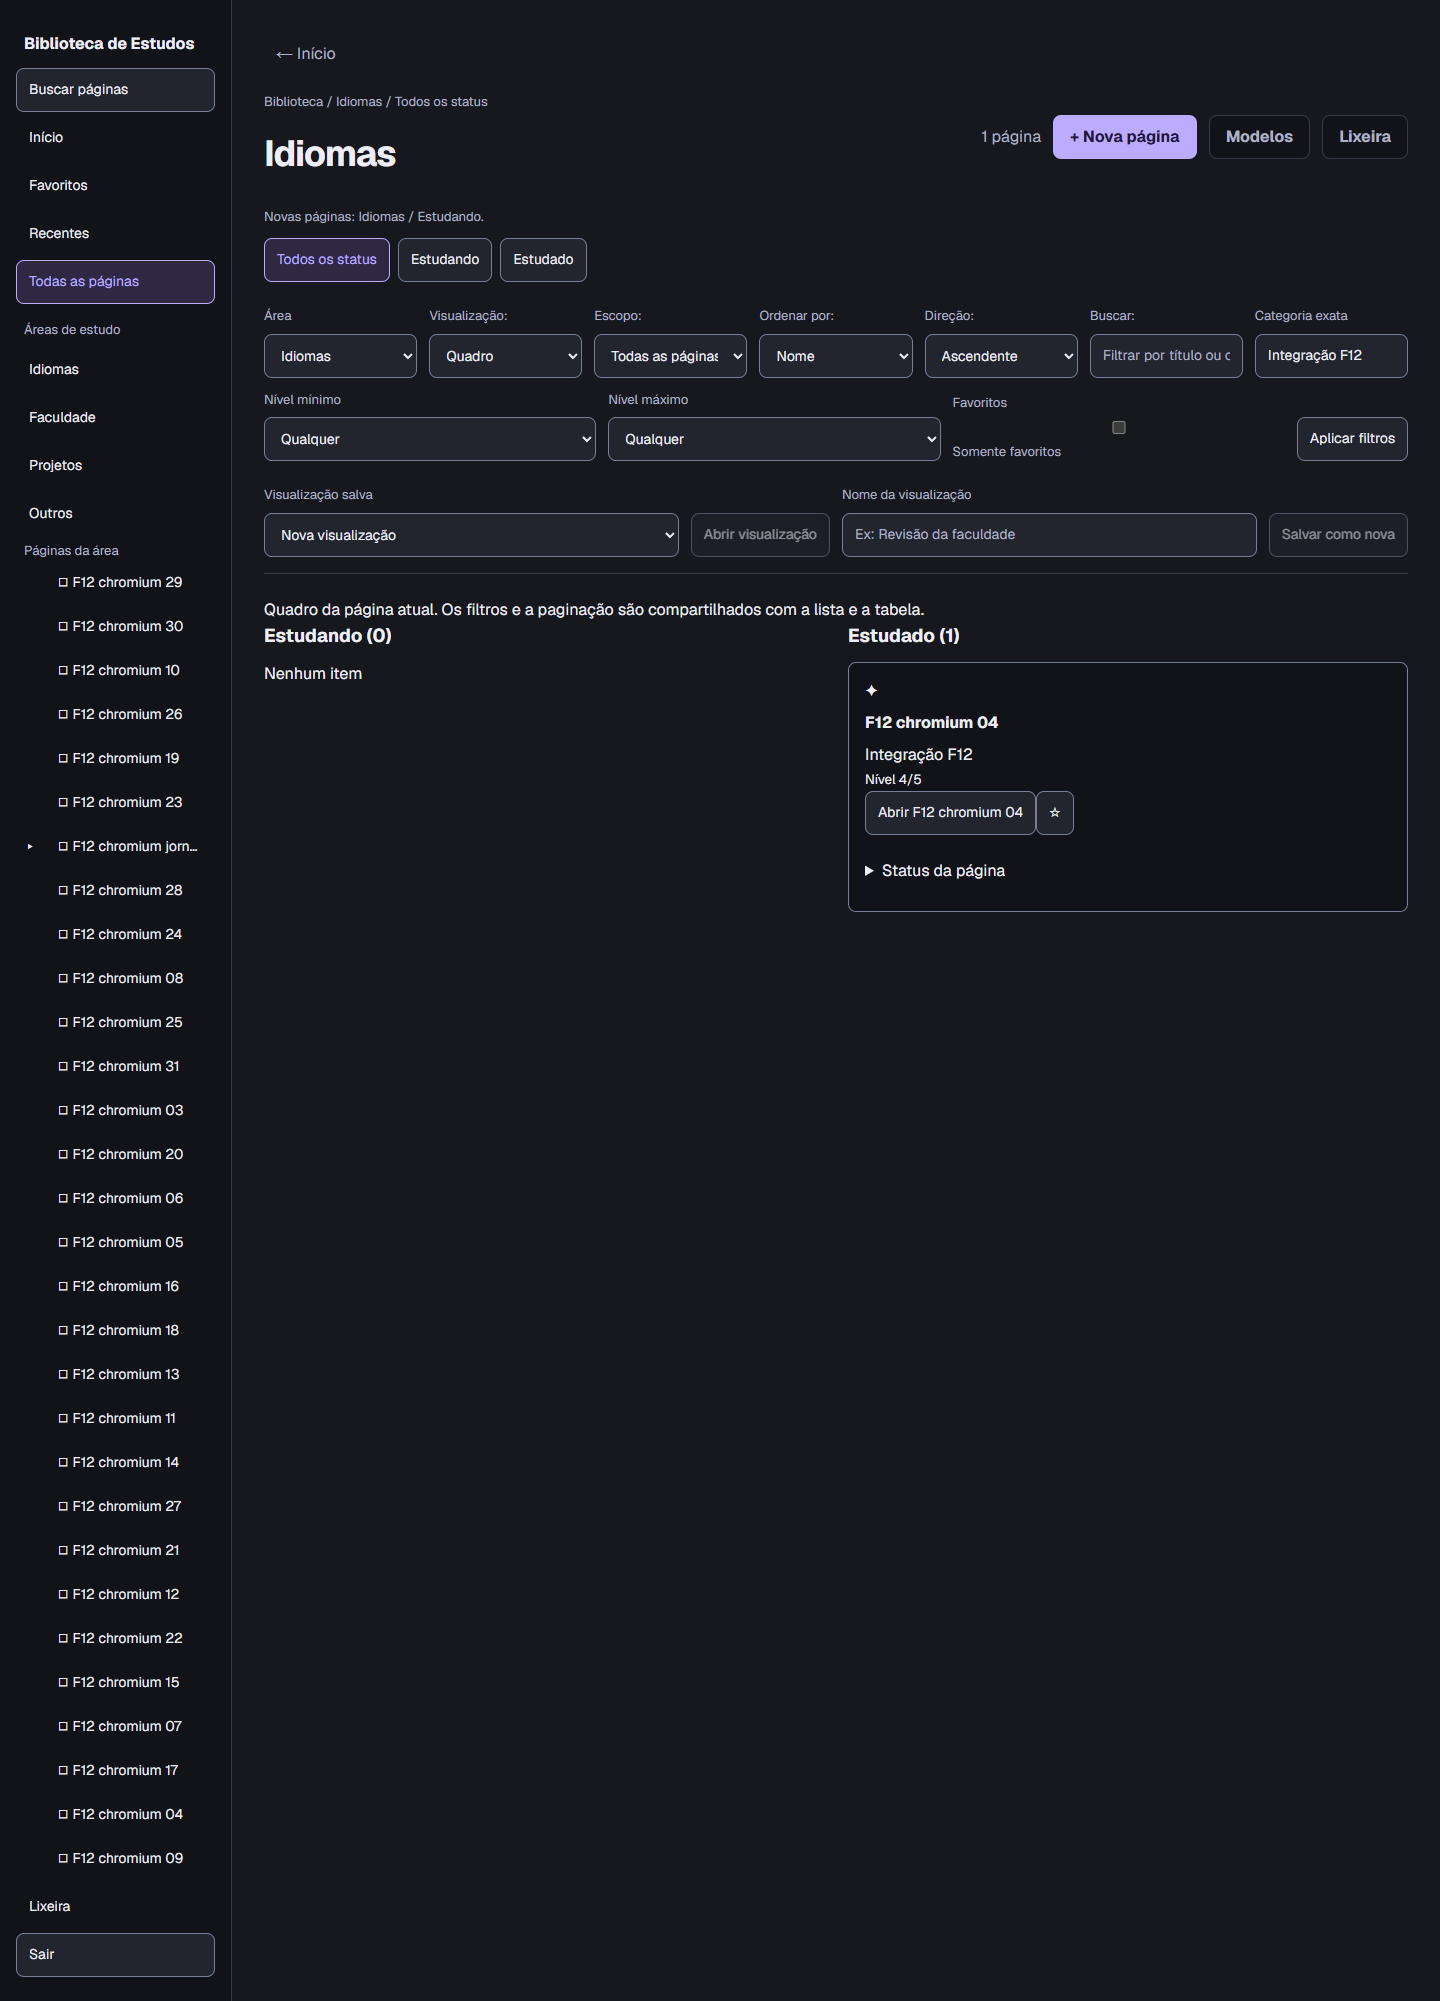 Biblioteca de Estudos
Buscar páginas
Início
Favoritos
Recentes
Todas as páginas
Áreas de estudo
Idiomas
Faculdade
Projetos
Outros
Páginas da área
F12 chromium 29
F12 chromium 30
F12 chromium 10
F12 chromium 26
F12 chromium 19
F12 chromium 23
F12 chromium jorn...
F12 chromium 28
F12 chromium 24
F12 chromium 08
F12 chromium 25
F12 chromium 31
F12 chromium 03
F12 chromium 20
F12 chromium 06
F12 chromium 05
F12 chromium 16
F12 chromium 18
F12 chromium 13
F12 chromium 11
F12 chromium 14
F12 chromium 27
F12 chromium 21
F12 chromium 12
F12 chromium 22
F12 chromium 15
F12 chromium 07
F12 chromium 17
F12 chromium 04
F12 chromium 09
Lixeira
Sair
← Início
Biblioteca / Idiomas / Todos os status
Idiomas
1 página
+ Nova página
Modelos
Lixeira
Novas páginas: Idiomas / Estudando.
Todos os status
Estudando
Estudado
Área
Visualização:
Escopo:
Ordenar por:
Direção:
Buscar:
Categoria exata
Idiomas
Quadro
Todas as páginas
Nome
Ascendente
Filtrar por título ou c
Integração F12
Nível mínimo
Nível máximo
Favoritos
Qualquer
Qualquer
Somente favoritos
Aplicar filtros
Visualização salva
Nome da visualização
Nova visualização
Abrir visualização
Ex: Revisão da faculdade
Salvar como nova
Quadro da página atual. Os filtros e a paginação são compartilhados com a lista e a tabela.
Estudando (0)
Nenhum item
Estudado (1)
F12 chromium 04
Integração F12
Nível 4/5
Abrir F12 chromium 04
Status da página